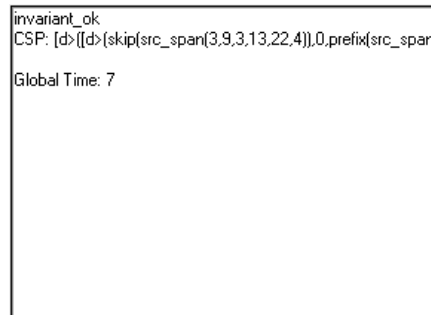 invariant_ok
CSP: [d>([d>(skip(src_span(3,9,3,13,22,4)),0,prefix(src_span
Global Time: 7